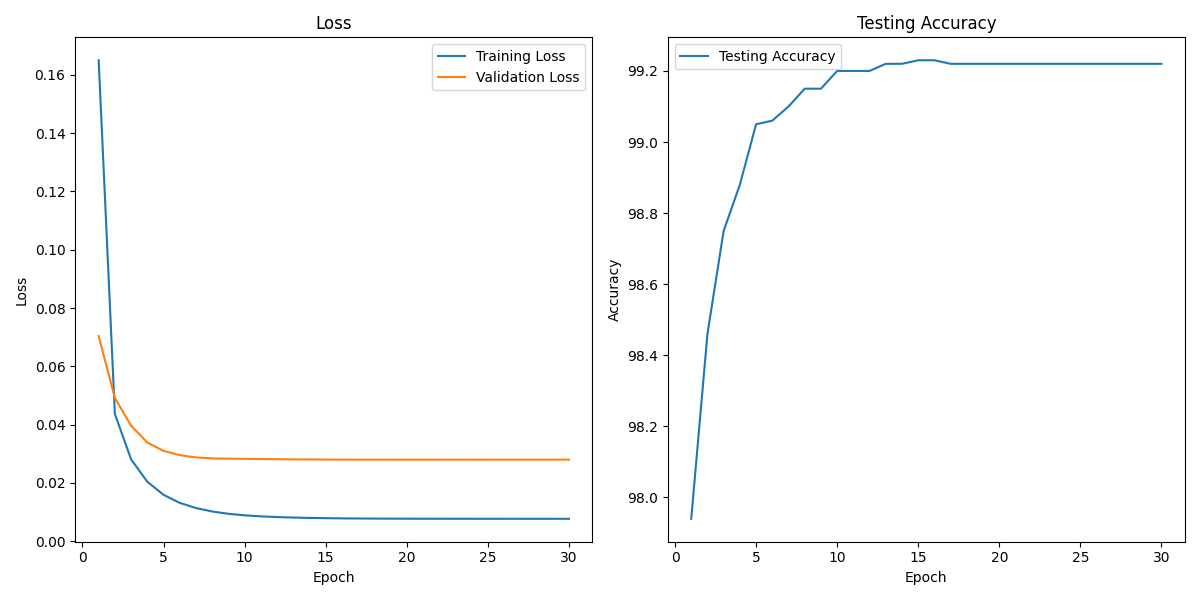 Loss
Training Loss
Validation Loss
0.16
0.14
0.12
0.10
0.08
0.06
0.04
0.02
0.00
Loss
0 5 10 15 20 25 30
Epoch
Testing Accuracy
Testing Accuracy
99.2
99.0
98.8
98.6
98.4
98.2
98.0
Accuracy
0 5 10 15 20 25 30
Epoch